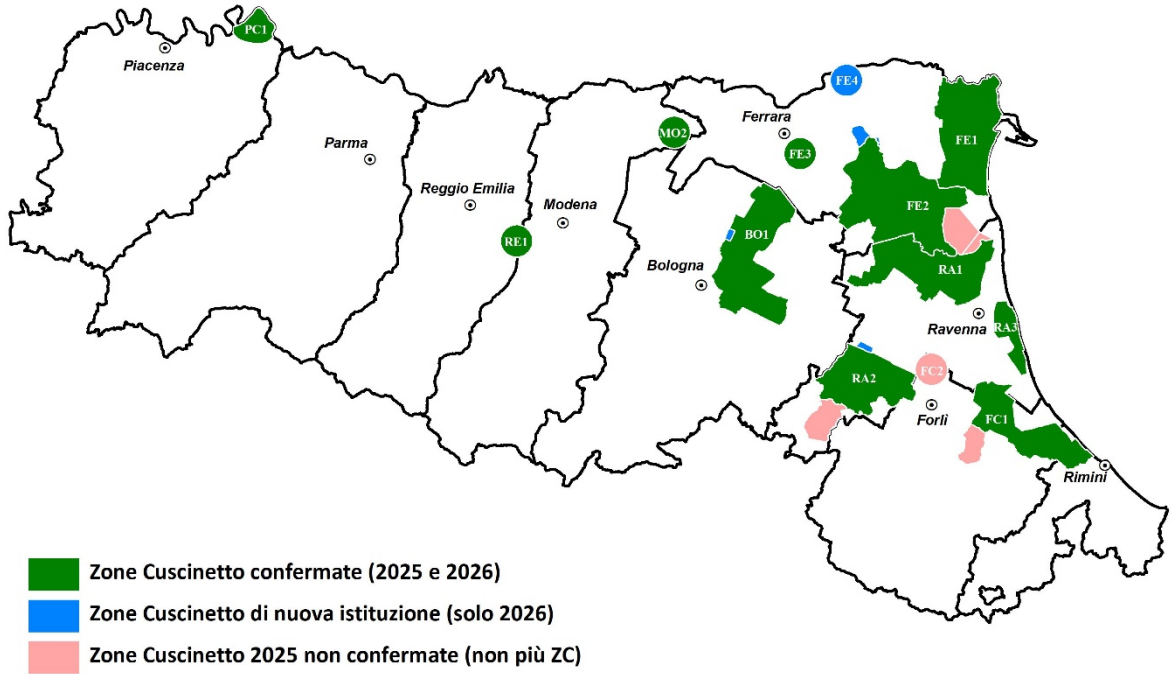 PC1
Piacenza
FE4
Ferrara
MO2
FE1
Parma
FE3
Reggio Emilia
Modena
FE2
RE1
BO1
Bologna
RA1
Ravenna
RA3
RA2
FC2
Forlì
FC1
Rimini
Zone Cuscinetto confermate (2025 e 2026)
Zone Cuscinetto di nuova istituzione (solo 2026)
Zone Cuscinetto 2025 non confermate (non più ZC)